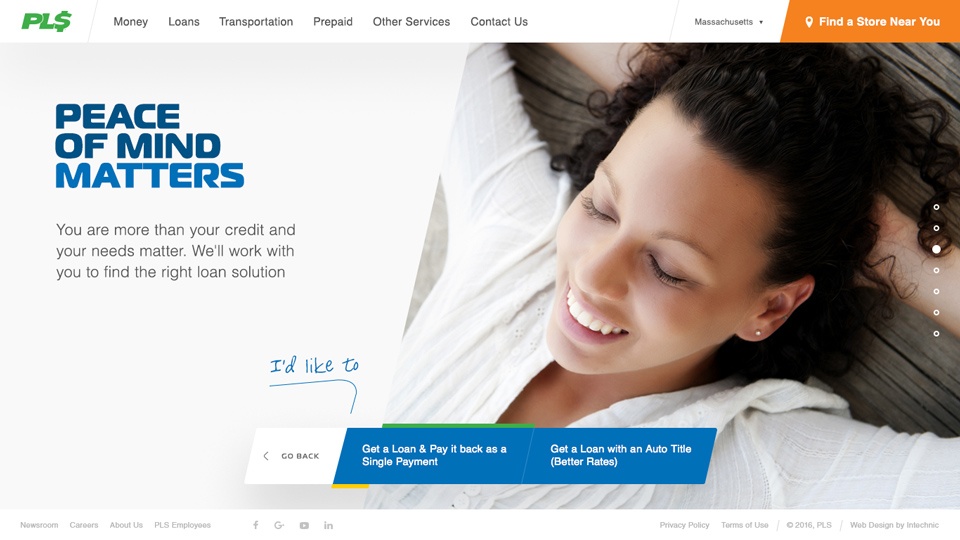 PL$
Money
Loans
Transportation
Prepaid
Other Services
Contact Us
Massachusetts
Find a Store Near You
PEACE
OF MIND
MATTERS
You are more than your credit and
your needs matter. We'll work with
you to find the right loan solution
I'd like to
GO BACK
Get a Loan & Pay it back as a
Single Payment
Get a Loan with an Auto Title
(Better Rates)
Newsroom
Careers
About Us
PLS Employees
Privacy Policy
Terms of Use
© 2016, PLS
Web Design by Intechnic